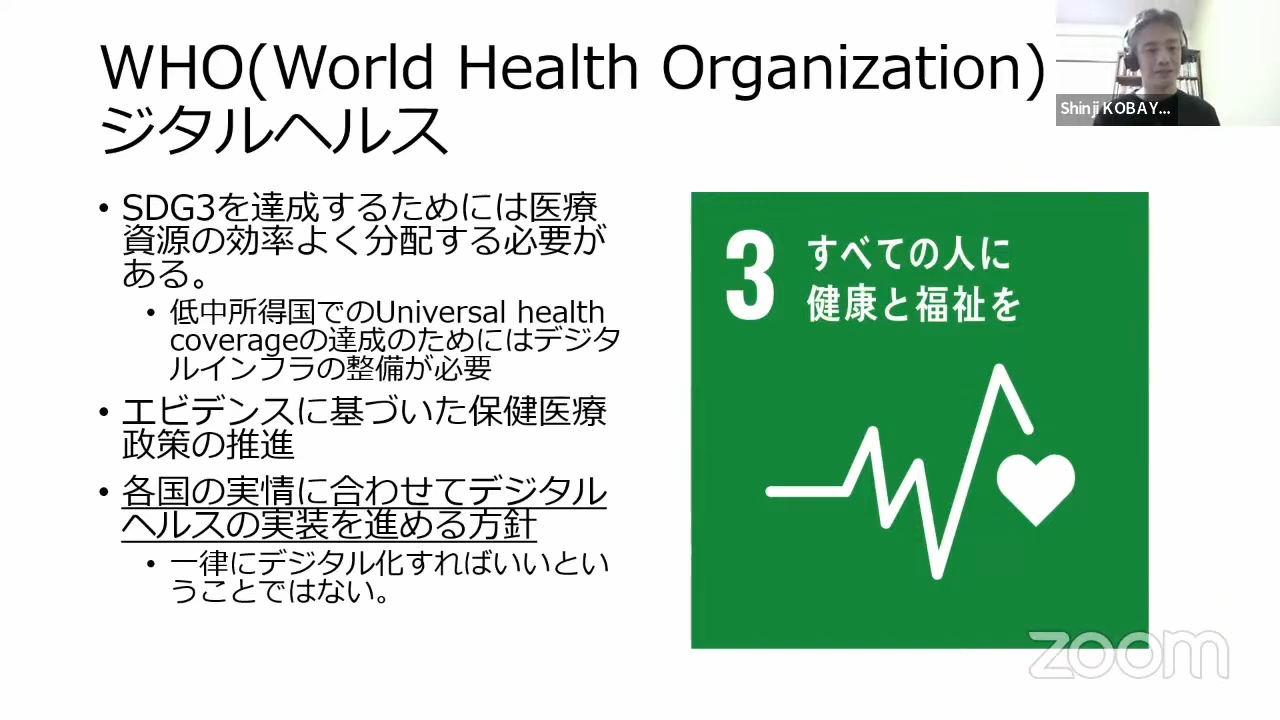 WHO(World Health Organization)
ジタルヘルス
Shinji KOBAY...
• SDG3を達成するためには医療
資源の効率よく分配する必要が
ある。
• 低中所得国でのUniversal health
coverageの達成のためにはデジタ
ルインフラの整備が必要
• エビデンスに基づいた保健医療
政策の推進
• 各国の実情に合わせてデジタル
ヘルスの実装を進める方針
• 一律にデジタル化すればいいとい
うことではない。
3 すべての人に
健康と福祉を
zoom